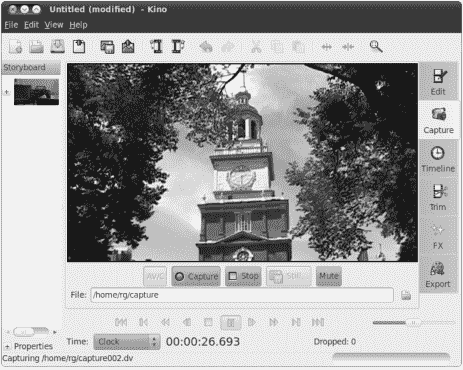 Untitled (modified) - Kino
File Edit View Help
Storyboard
Edit
Capture
Timeline
Trim
FX
Export
AV/C Capture Stop Still... Mute
File: /home/rg/capture
Properties
Time: Clock 00:00:26.693 Dropped: 0
Capturing /home/rg/capture002.dv